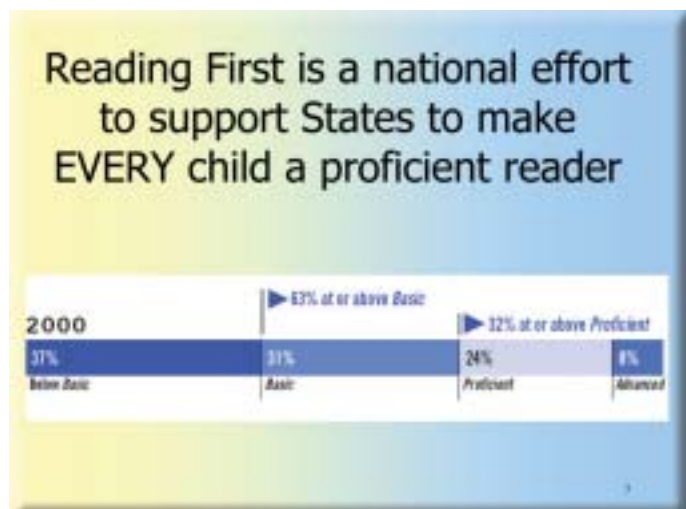 Reading First is a national effort
to support States to make
EVERY child a proficient reader
63% at or above Basic
2000
32% at or above Proficient
37% 31% 24% 8%
Below Basic Basic Proficient Advanced